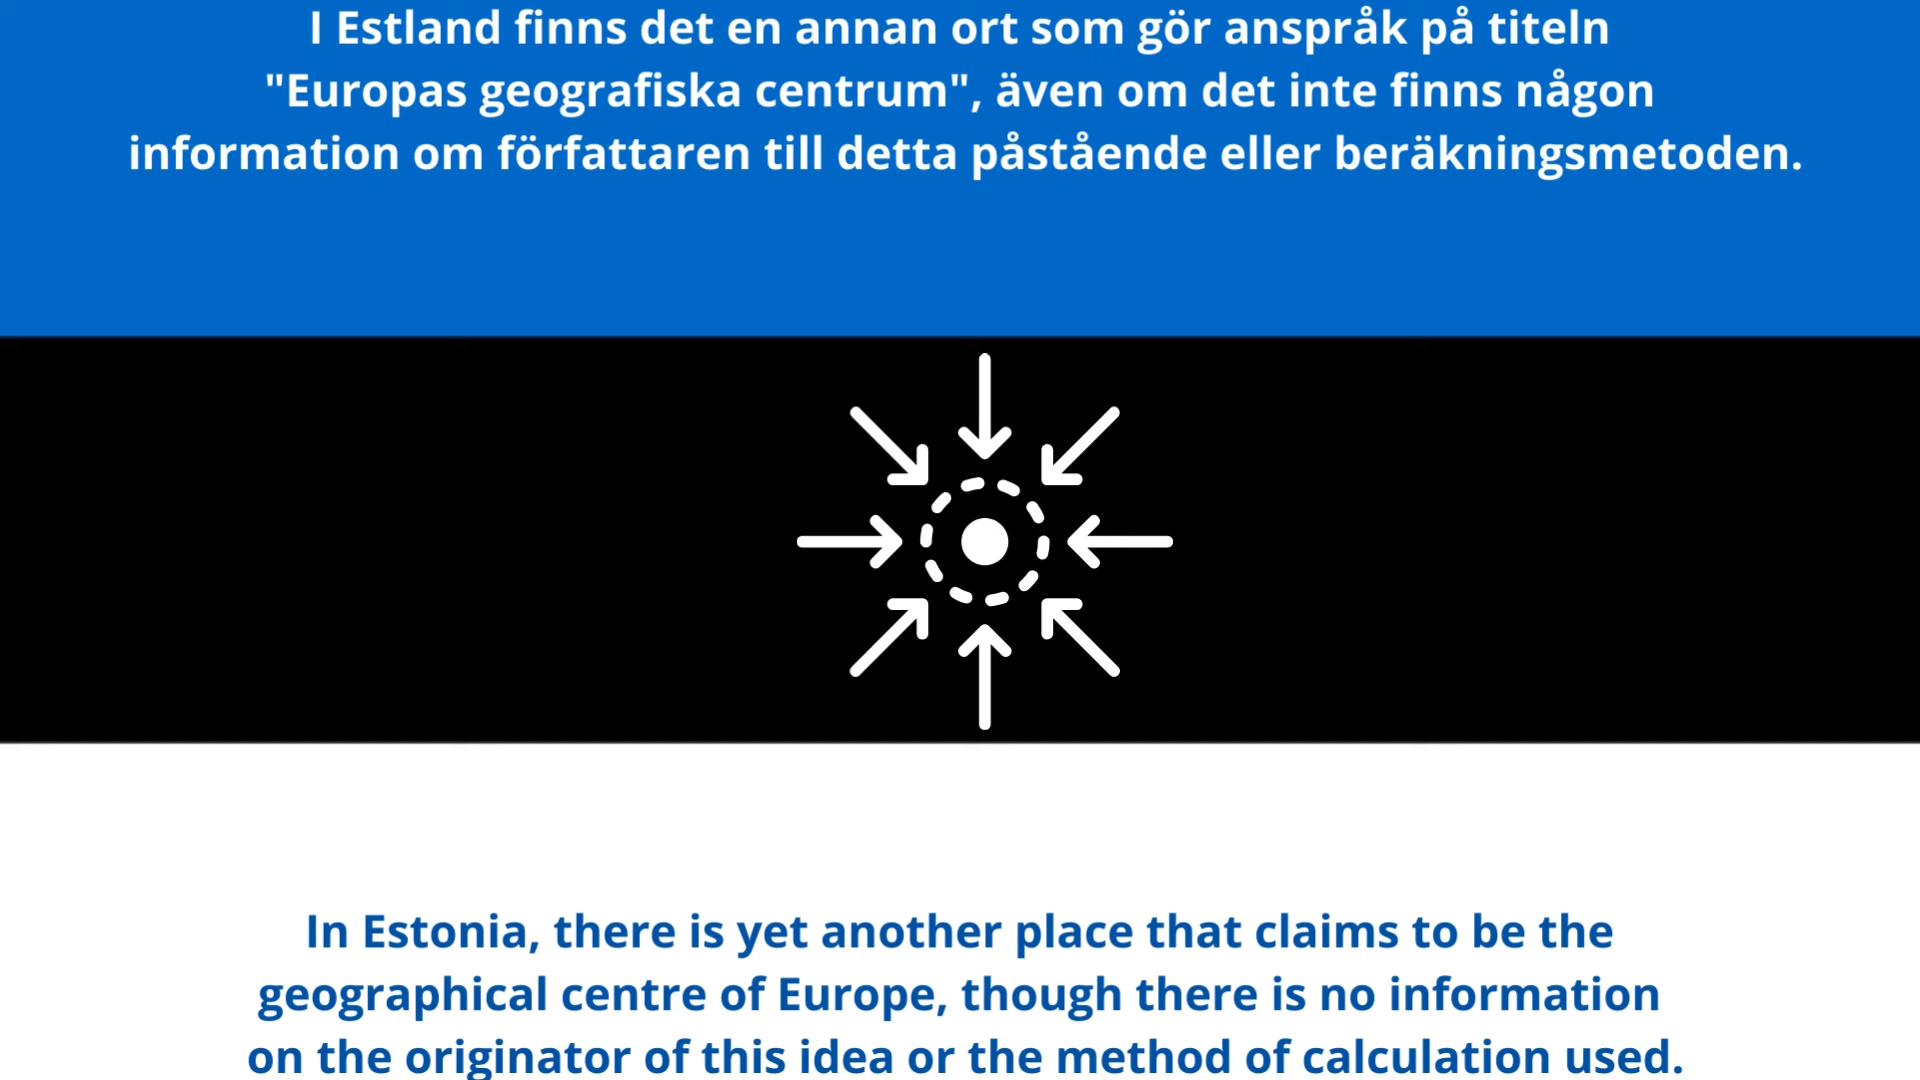 I Estland finns det en annan ort som gör anspråk på titeln
"Europas geografiska centrum", även om det inte finns någon
information om författaren till detta påstående eller beräkningsmetoden.
In Estonia, there is yet another place that claims to be the
geographical centre of Europe, though there is no information
on the originator of this idea or the method of calculation used.